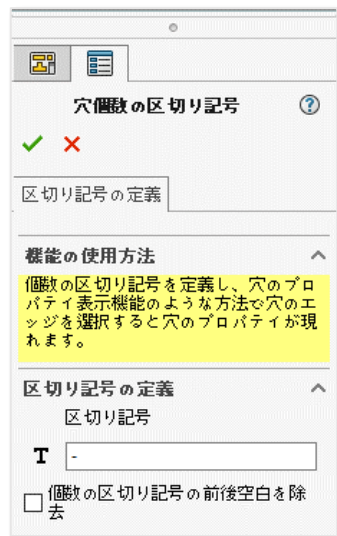 穴個数の区切り記号
区切り記号の定義
機能の使用方法
個数の区切り記号を定義し、穴のプロ
パティ表示機能のような方法で穴のエ
ッジを選択すると穴のプロパティが現
れます。
区切り記号の定義
区切り記号
T -
個数の区切り記号の前後空白を除
去